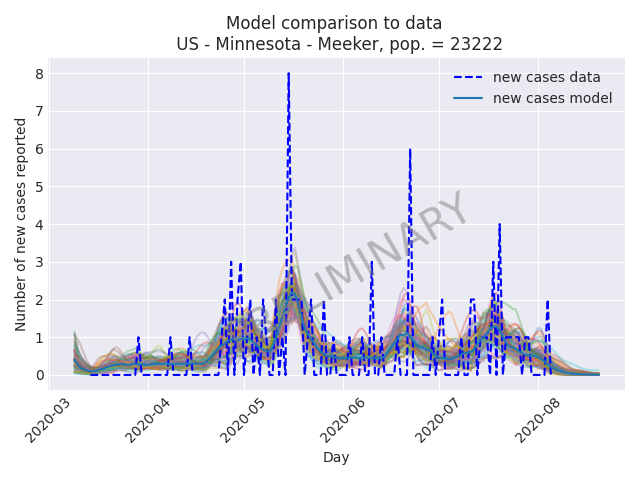 Model comparison to data
US - Minnesota - Meeker, pop. = 23222
new cases data
new cases model
Number of new cases reported
8
7
6
5
4
3
2
1
0
2020-03
2020-04
2020-05
2020-06
2020-07
2020-08
Day